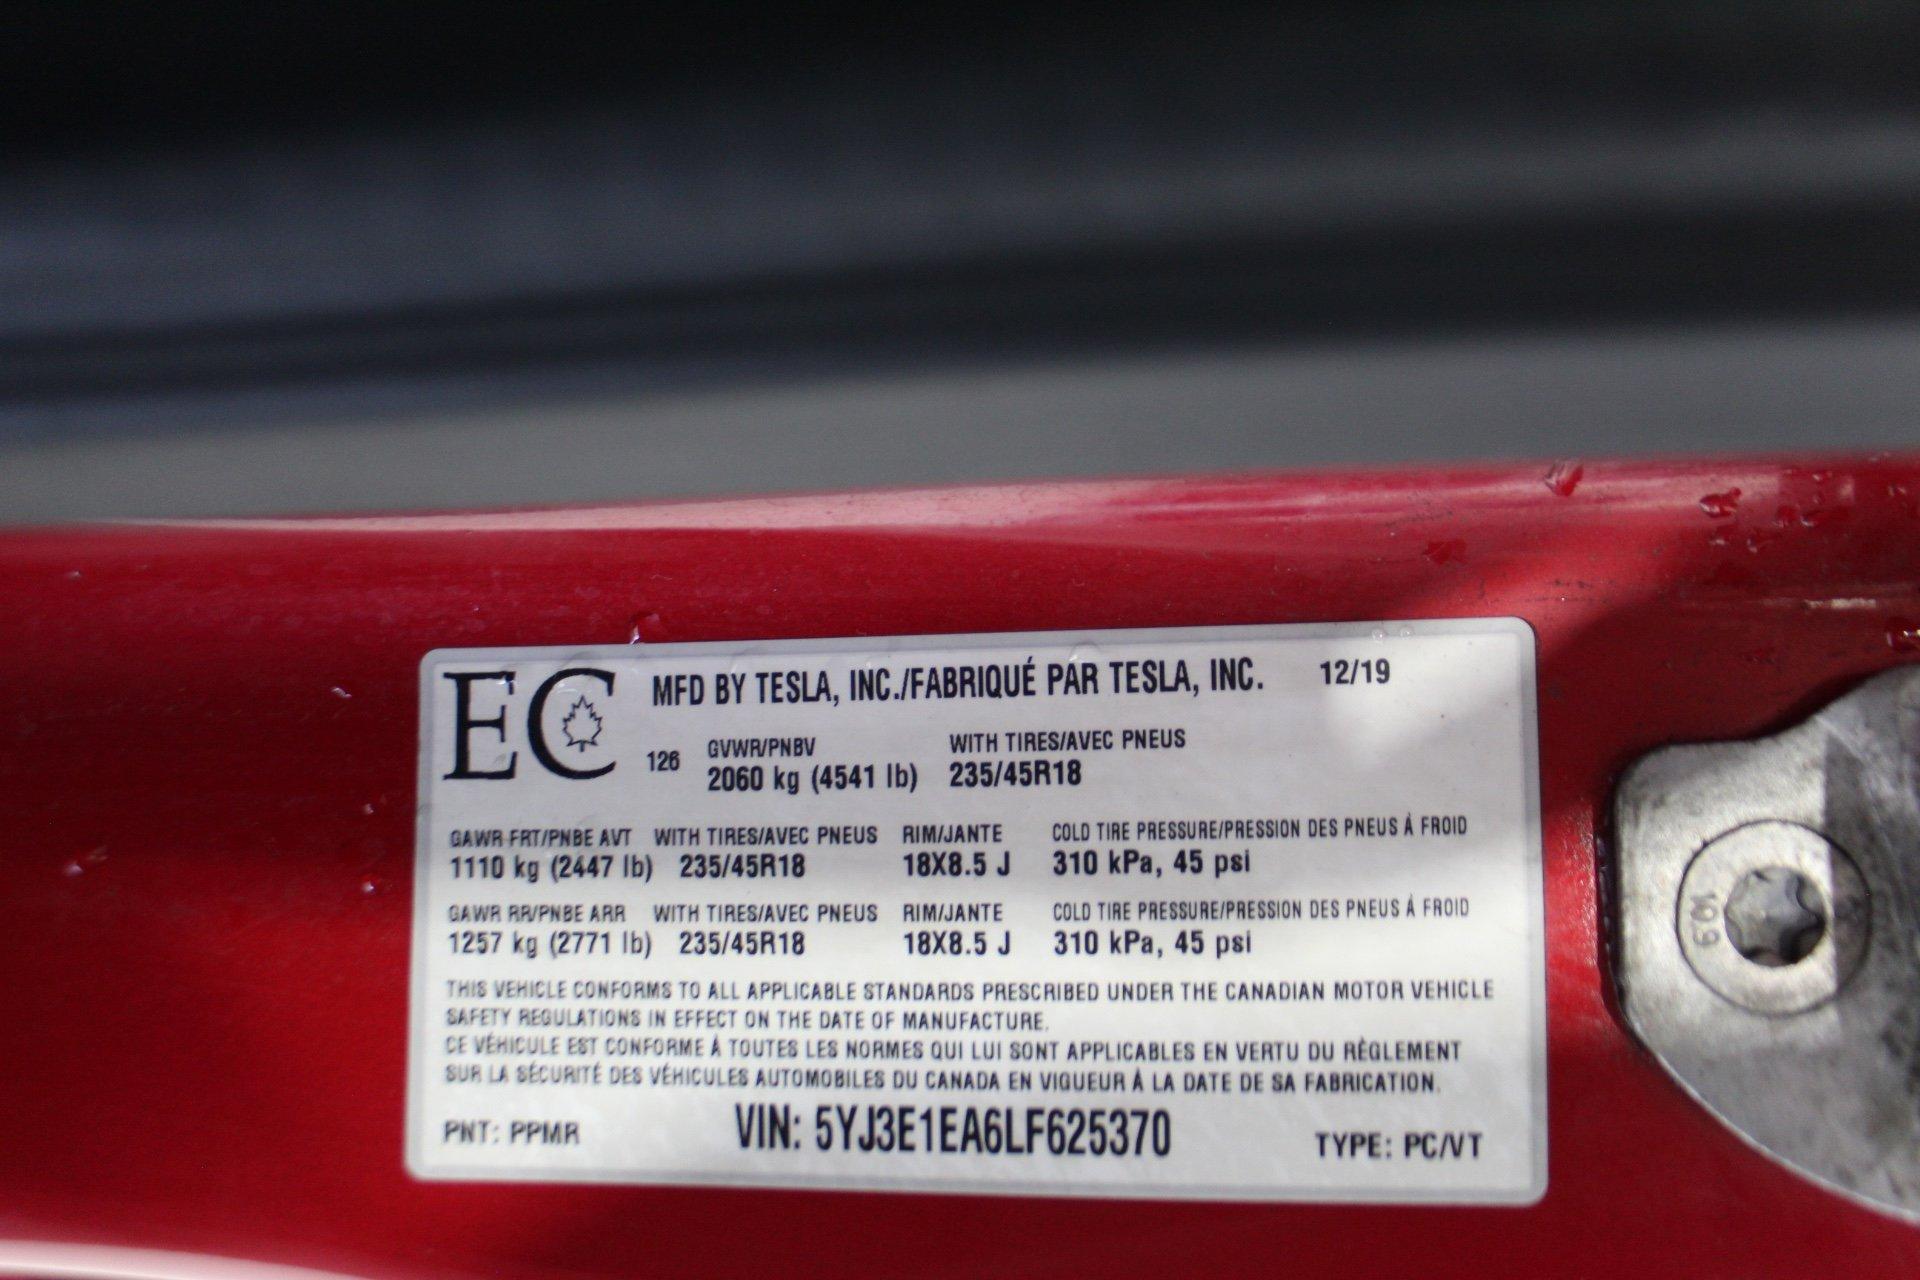 EC MFD BY TESLA, INC./FABRIQUÉ PAR TESLA, INC. 12/19
126 GVWR/PNBV WITH TIRES/AVEC PNEUS
2060 kg (4541 lb) 235/45R18
GAWR FRT/PNBE AVT WITH TIRES/AVEC PNEUS RIM/JANTE COLD TIRE PRESSURE/PRESSION DES PNEUS À FROID
1110 kg (2447 lb) 235/45R18 18X8.5 J 310 kPa, 45 psi
GAWR RR/PNBE ARR WITH TIRES/AVEC PNEUS RIM/JANTE COLD TIRE PRESSURE/PRESSION DES PNEUS À FROID
1257 kg (2771 lb) 235/45R18 18X8.5 J 310 kPa, 45 psi
THIS VEHICLE CONFORMS TO ALL APPLICABLE STANDARDS PRESCRIBED UNDER THE CANADIAN MOTOR VEHICLE
SAFETY REGULATIONS IN EFFECT ON THE DATE OF MANUFACTURE.
CE VÉHICULE EST CONFORME À TOUTES LES NORMES QUI LUI SONT APPLICABLES EN VERTU DU RÈGLEMENT
SUR LA SÉCURITÉ DES VÉHICULES AUTOMOBILES DU CANADA EN VIGUEUR À LA DATE DE SA FABRICATION.
PNT: PPMR VIN: 5YJ3E1EA6LF625370 TYPE: PC/VT
10.9